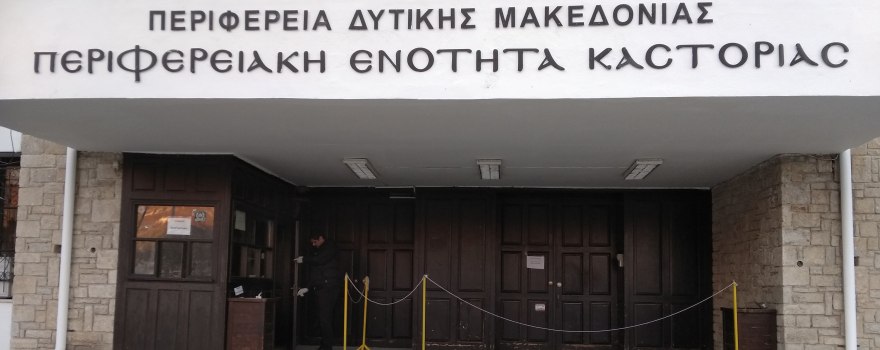 ΠΕΡΙΦΕΡΕΙΑ ΔΥΤΙΚΗΣ ΜΑΚΕΔΟΝΙΑΣ
ΠΕΡΙΦΕΡΕΙΑΚΗ ΕΝΟΤΗΤΑ ΚΑΣΤΟΡΙΑΣ